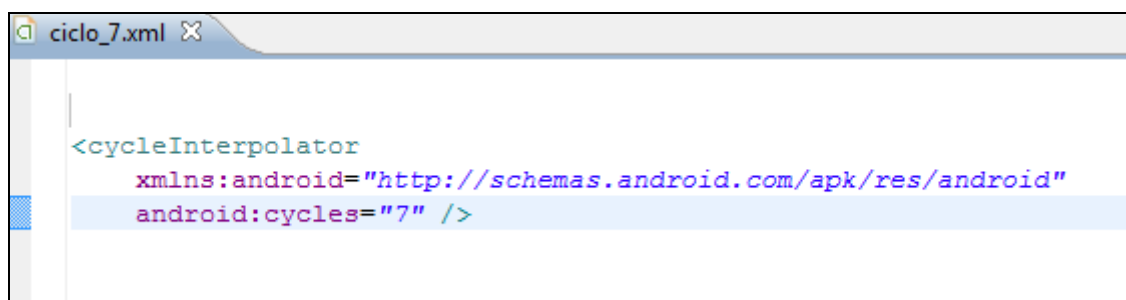 ciclo_7.xml
<cycleInterpolator
xmlns:android="http://schemas.android.com/apk/res/android"
android:cycles="7" />